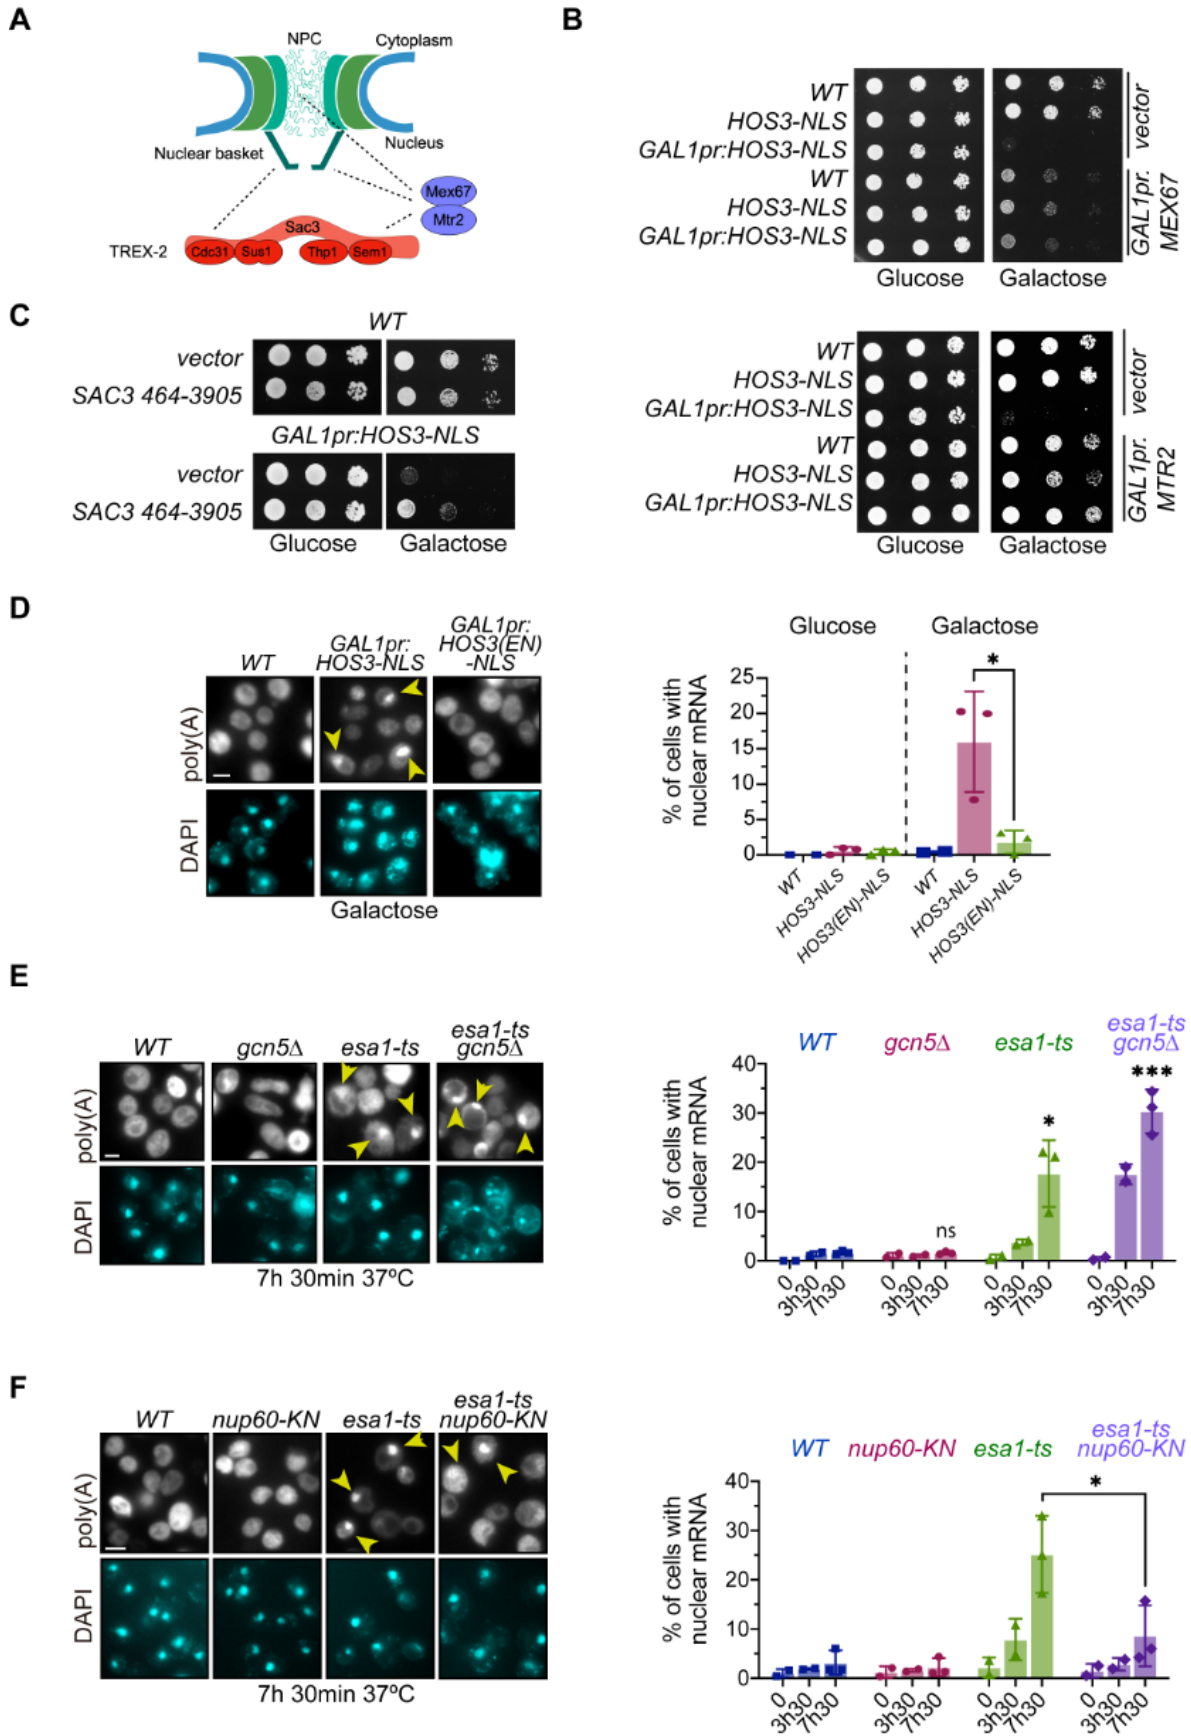 A
NPC
Cytoplasm
Nuclear basket
Nucleus
Mex67
Mtr2
Sac3
TREX-2
Cdc31
Sus1
Thp1
Sem1
B
WT
HOS3-NLS
GAL1pr:HOS3-NLS
WT
HOS3-NLS
GAL1pr:HOS3-NLS
vector
GAL1pr.
MEX67
Glucose
Galactose
WT
HOS3-NLS
GAL1pr:HOS3-NLS
WT
HOS3-NLS
GAL1pr:HOS3-NLS
vector
GAL1pr.
MTR2
Glucose
Galactose
C
WT
vector
SAC3 464-3905
GAL1pr:HOS3-NLS
vector
SAC3 464-3905
Glucose
Galactose
D
WT
GAL1pr:
HOS3-NLS
GAL1pr:
HOS3(EN)
-NLS
poly(A)
DAPI
Galactose
Glucose
Galactose
% of cells with
nuclear mRNA
25
20
15
10
5
0
*
WT
HOS3-NLS
HOS3(EN)-NLS
WT
HOS3-NLS
HOS3(EN)-NLS
E
WT
gcn5Δ
esa1-ts
esa1-ts
gcn5Δ
poly(A)
DAPI
7h 30min 37ºC
WT
gcn5Δ
esa1-ts
esa1-ts
gcn5Δ
% of cells with
nuclear mRNA
40
30
20
10
0
ns
*
***
0
3h30
7h30
0
3h30
7h30
0
3h30
7h30
0
3h30
7h30
F
WT
nup60-KN
esa1-ts
esa1-ts
nup60-KN
poly(A)
DAPI
7h 30min 37ºC
WT
nup60-KN
esa1-ts
esa1-ts
nup60-KN
% of cells with
nuclear mRNA
40
30
20
10
0
*
0
3h30
7h30
0
3h30
7h30
0
3h30
7h30
0
3h30
7h30